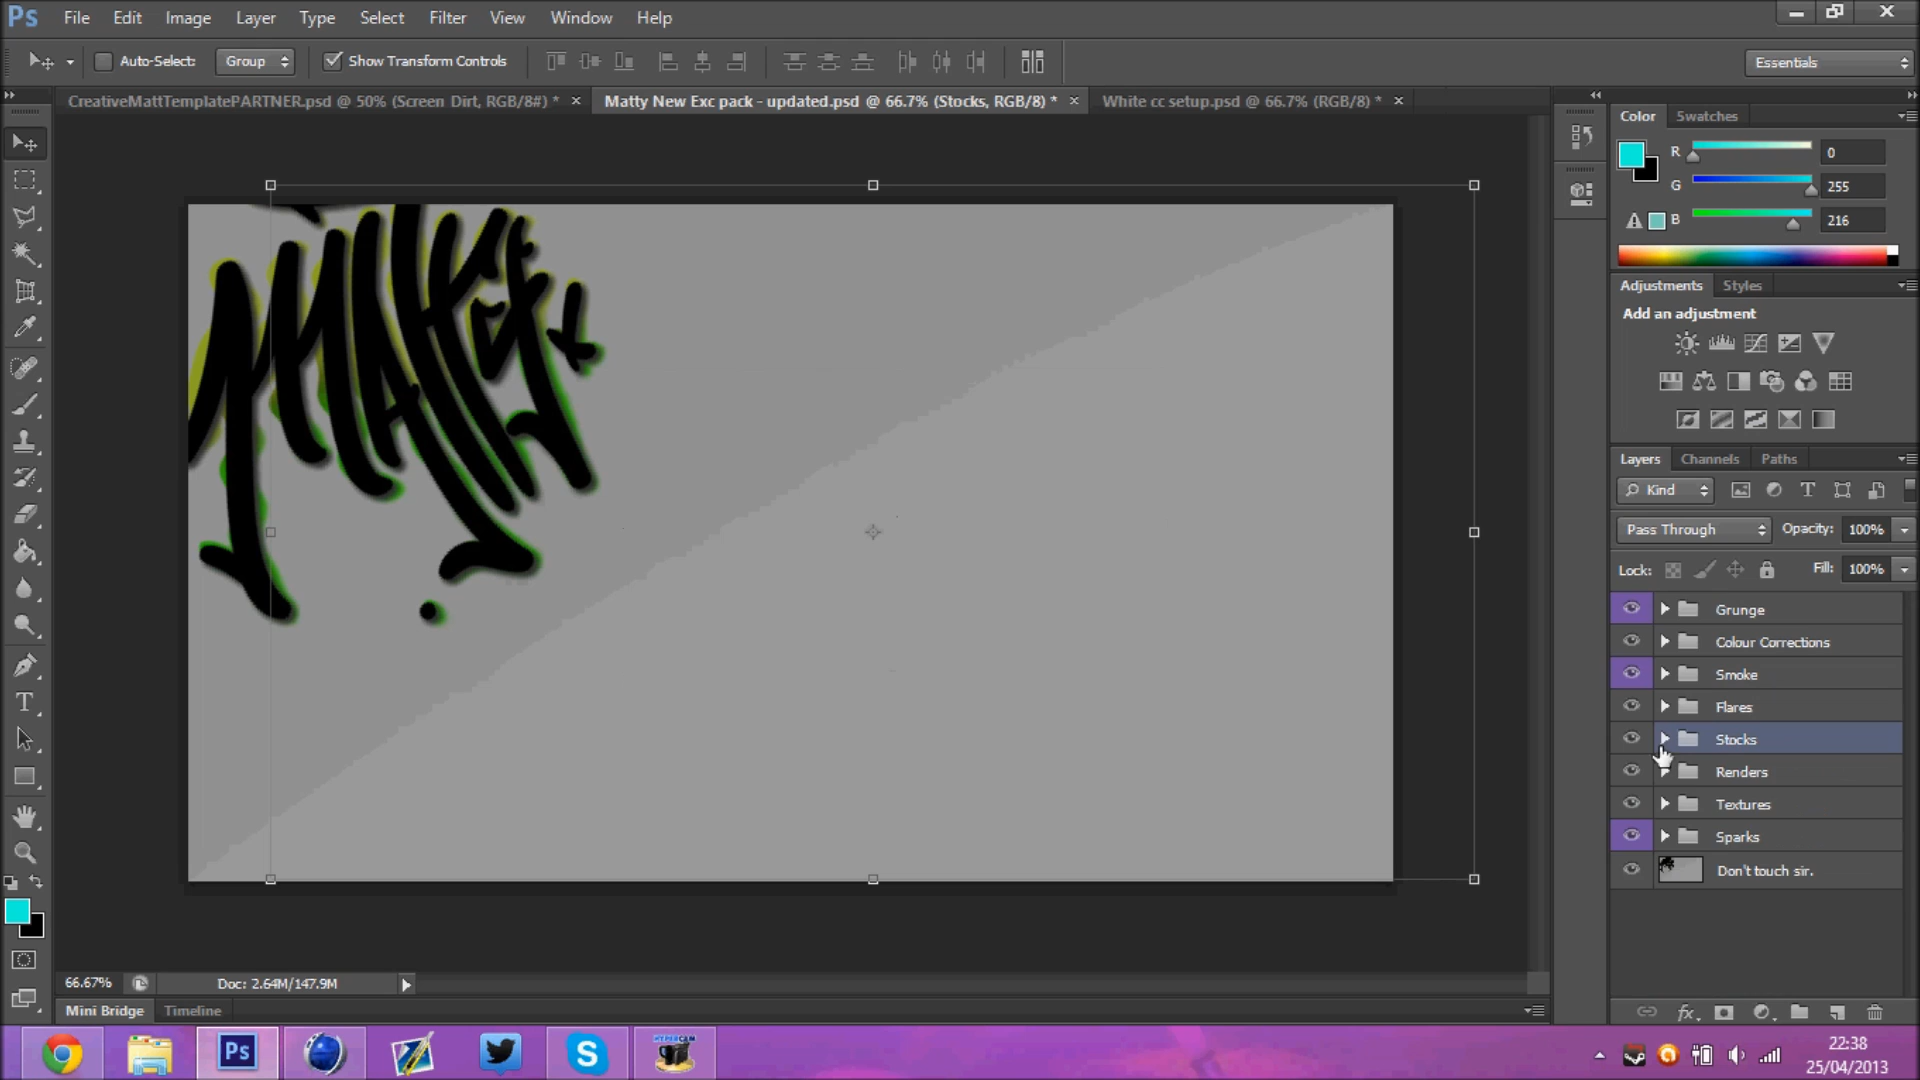 Ps File Edit Image Layer Type Select Filter View Window Help
Auto-Select: Group Show Transform Controls Essentials
CreativeMattTemplatePARTNER.psd @ 50% (Screen Dirt, RGB/8#) * × Matty New Exc pack - updated.psd @ 66.7% (Stocks, RGB/8) * × White cc setup.psd @ 66.7% (RGB/8) * ×
Color Swatches
R 0
G 255
B 216
Adjustments Styles
Add an adjustment
Matty
Layers Channels Paths
Kind
Pass Through Opacity: 100%
Lock: Fill: 100%
Grunge
Colour Corrections
Smoke
Flares
Stocks
Renders
Textures
Sparks
Don't touch sir.
66.67% Doc: 2.64M/147.9M
Mini Bridge Timeline
fx
Ps
HYPERCAM
22:38
25/04/2013